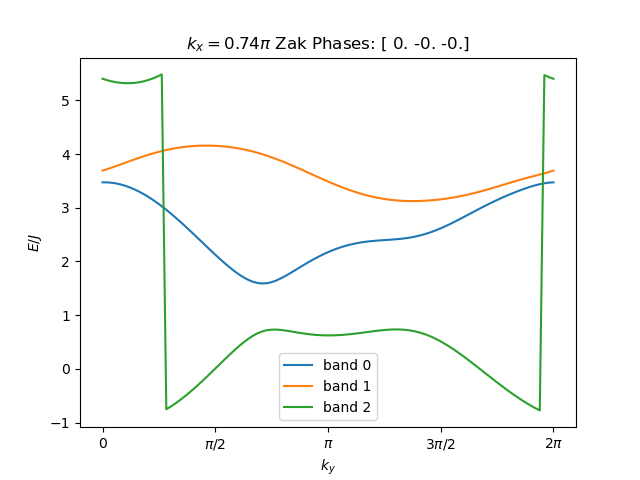 $k_x = 0.74\pi$ Zak Phases: [ 0. -0. -0.]
E/J
5
4
3
2
1
0
−1
band 0
band 1
band 2
0
π/2
π
3π/2
2π
$k_y$